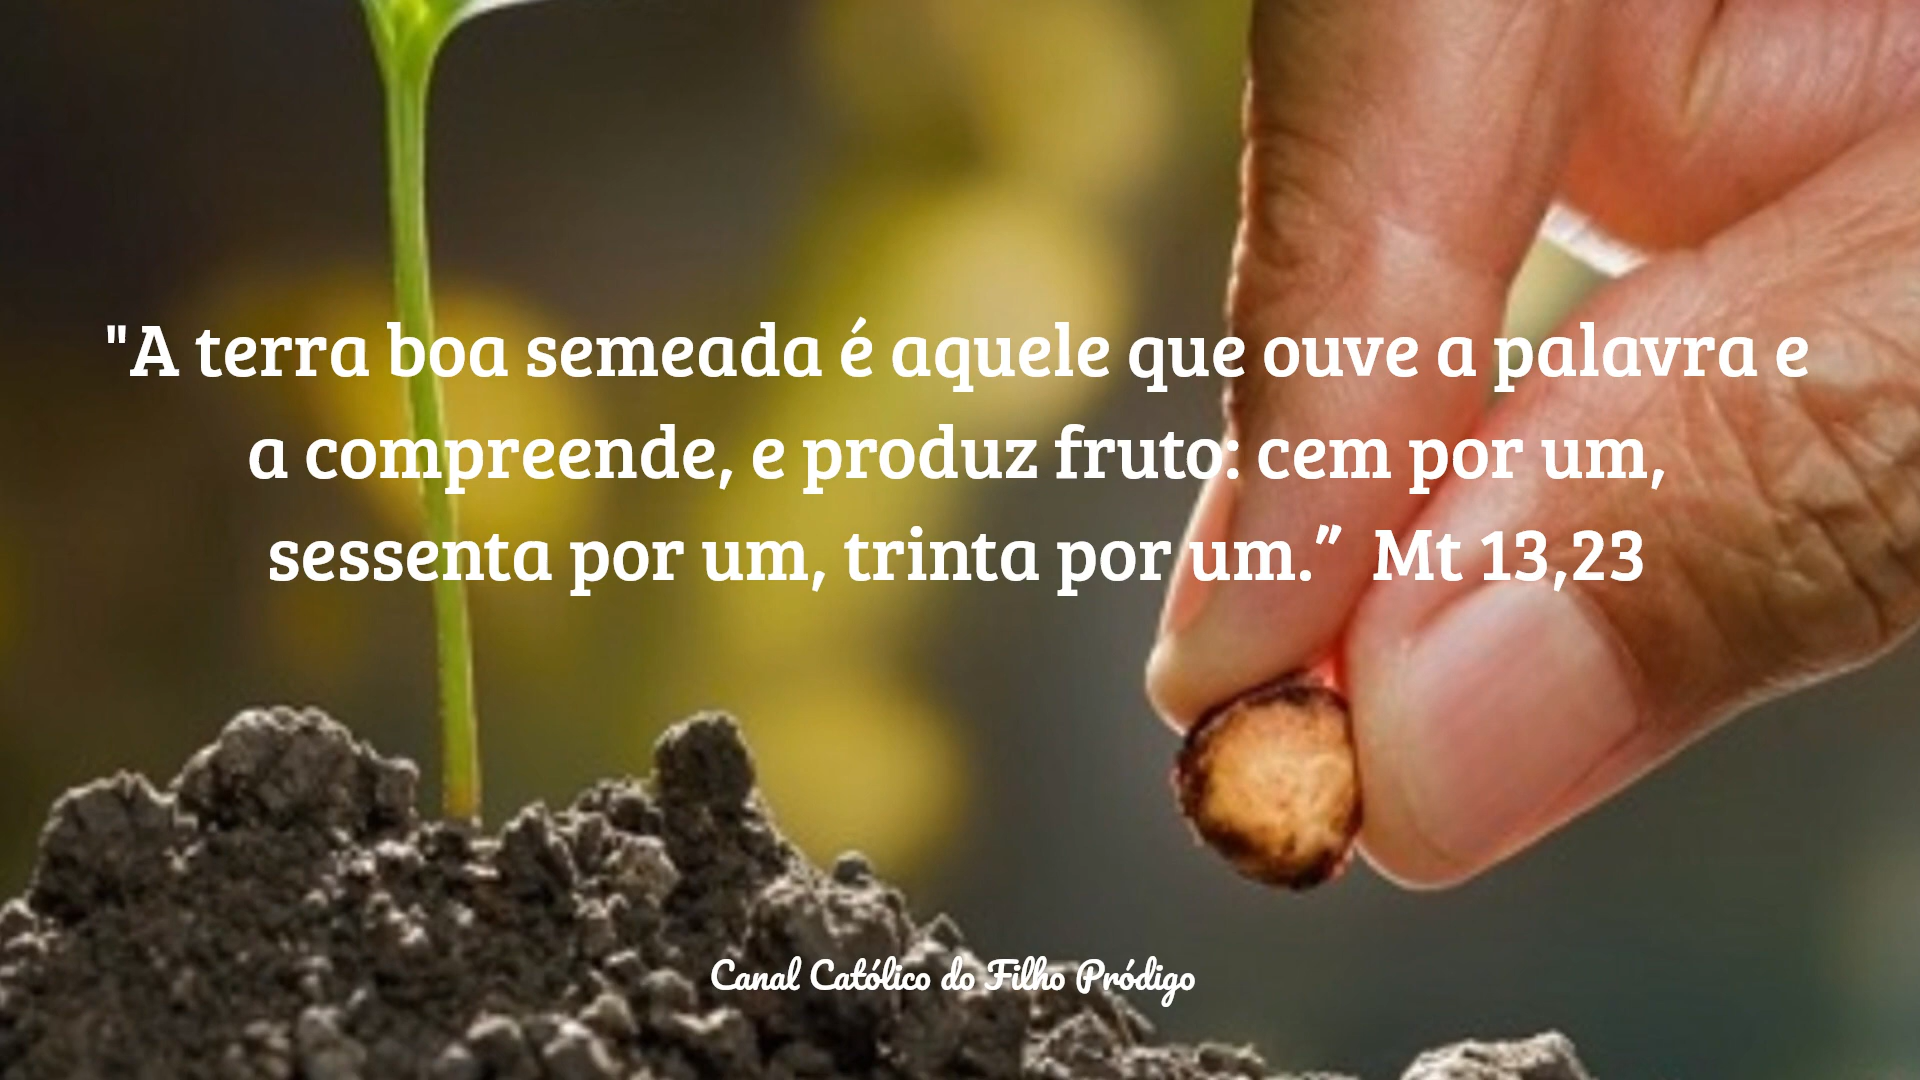 "A terra boa semeada é aquele que ouve a palavra e
a compreende, e produz fruto: cem por um,
sessenta por um, trinta por um.” Mt 13,23
Canal Católico do Filho Pródigo